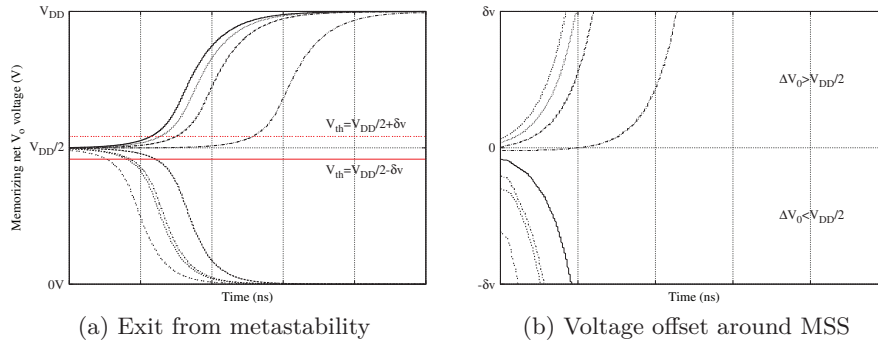 V_DD
V_DD/2
0V
Memorizing net V_o voltage (V)
V_th=V_DD/2+δv
V_th=V_DD/2-δv
Time (ns)
(a) Exit from metastability
δv
0
-δv
ΔV_0>V_DD/2
ΔV_0<V_DD/2
Time (ns)
(b) Voltage offset around MSS